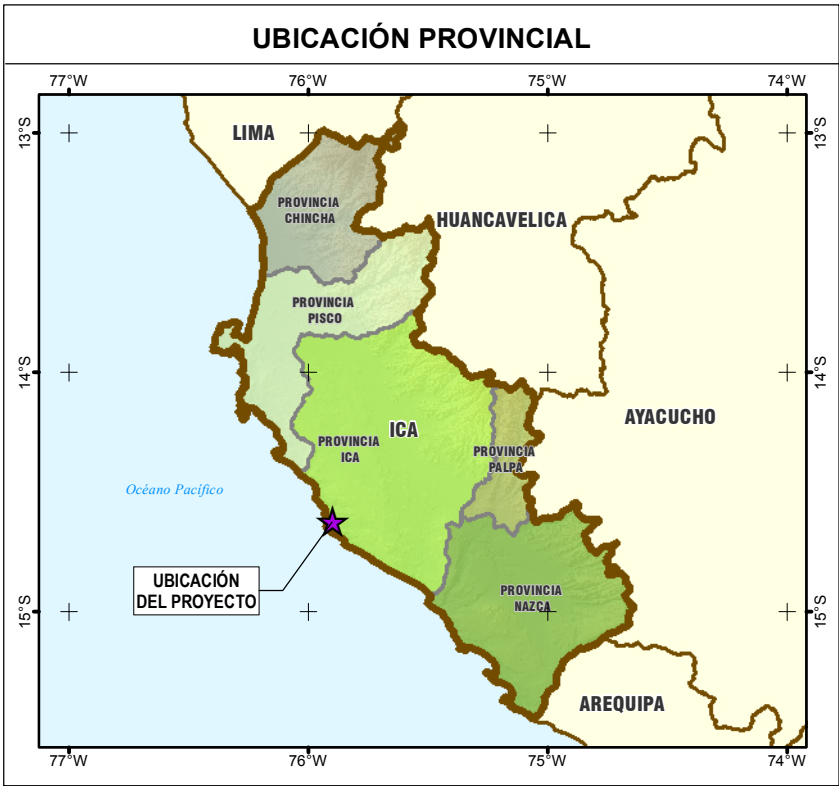 UBICACIÓN PROVINCIAL
77°W
76°W
75°W
74°W
13°S
13°S
LIMA
PROVINCIA
CHINCHA
HUANCAVELICA
PROVINCIA
PISCO
14°S
14°S
AYACUCHO
ICA
PROVINCIA
ICA
PROVINCIA
PALPA
Océano Pacífico
UBICACIÓN
DEL PROYECTO
PROVINCIA
NAZCA
15°S
15°S
AREQUIPA
77°W
76°W
75°W
74°W